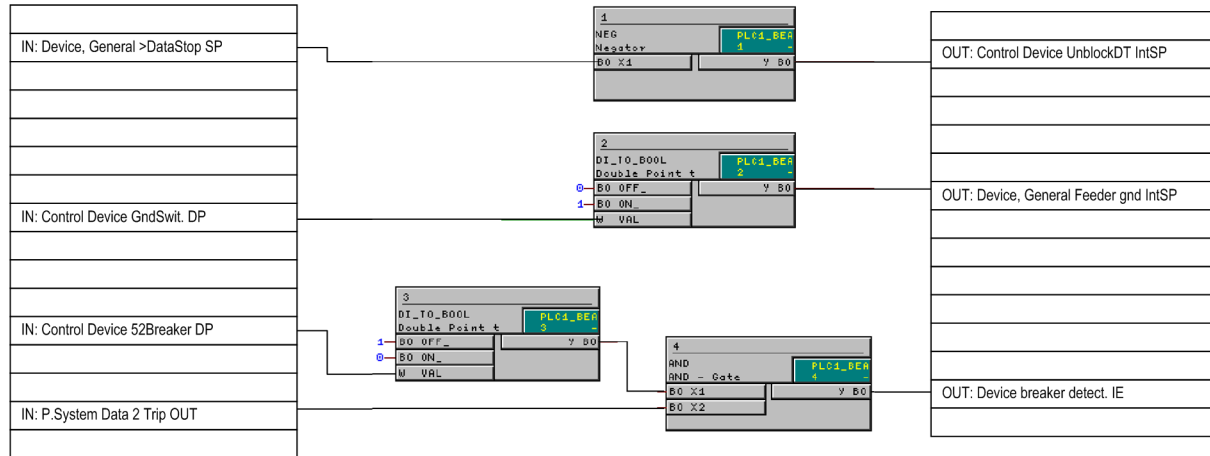 IN: Device, General >DataStop SP
IN: Control Device GndSwit. DP
IN: Control Device 52Breaker DP
IN: P.System Data 2 Trip OUT
1
NEG
Negator
PLC1_BEA
1 -
BO X1
Y BO
2
DI_TO_BOOL
Double Point t
PLC1_BEA
2 -
0 BO OFF_
Y BO
1 BO ON_
W VAL
3
DI_TO_BOOL
Double Point t
PLC1_BEA
3 -
1 BO OFF_
Y BO
0 BO ON_
W VAL
4
AND
AND - Gate
PLC1_BEA
4 -
BO X1
Y BO
BO X2
OUT: Control Device UnblockDT IntSP
OUT: Device, General Feeder gnd IntSP
OUT: Device breaker detect. IE